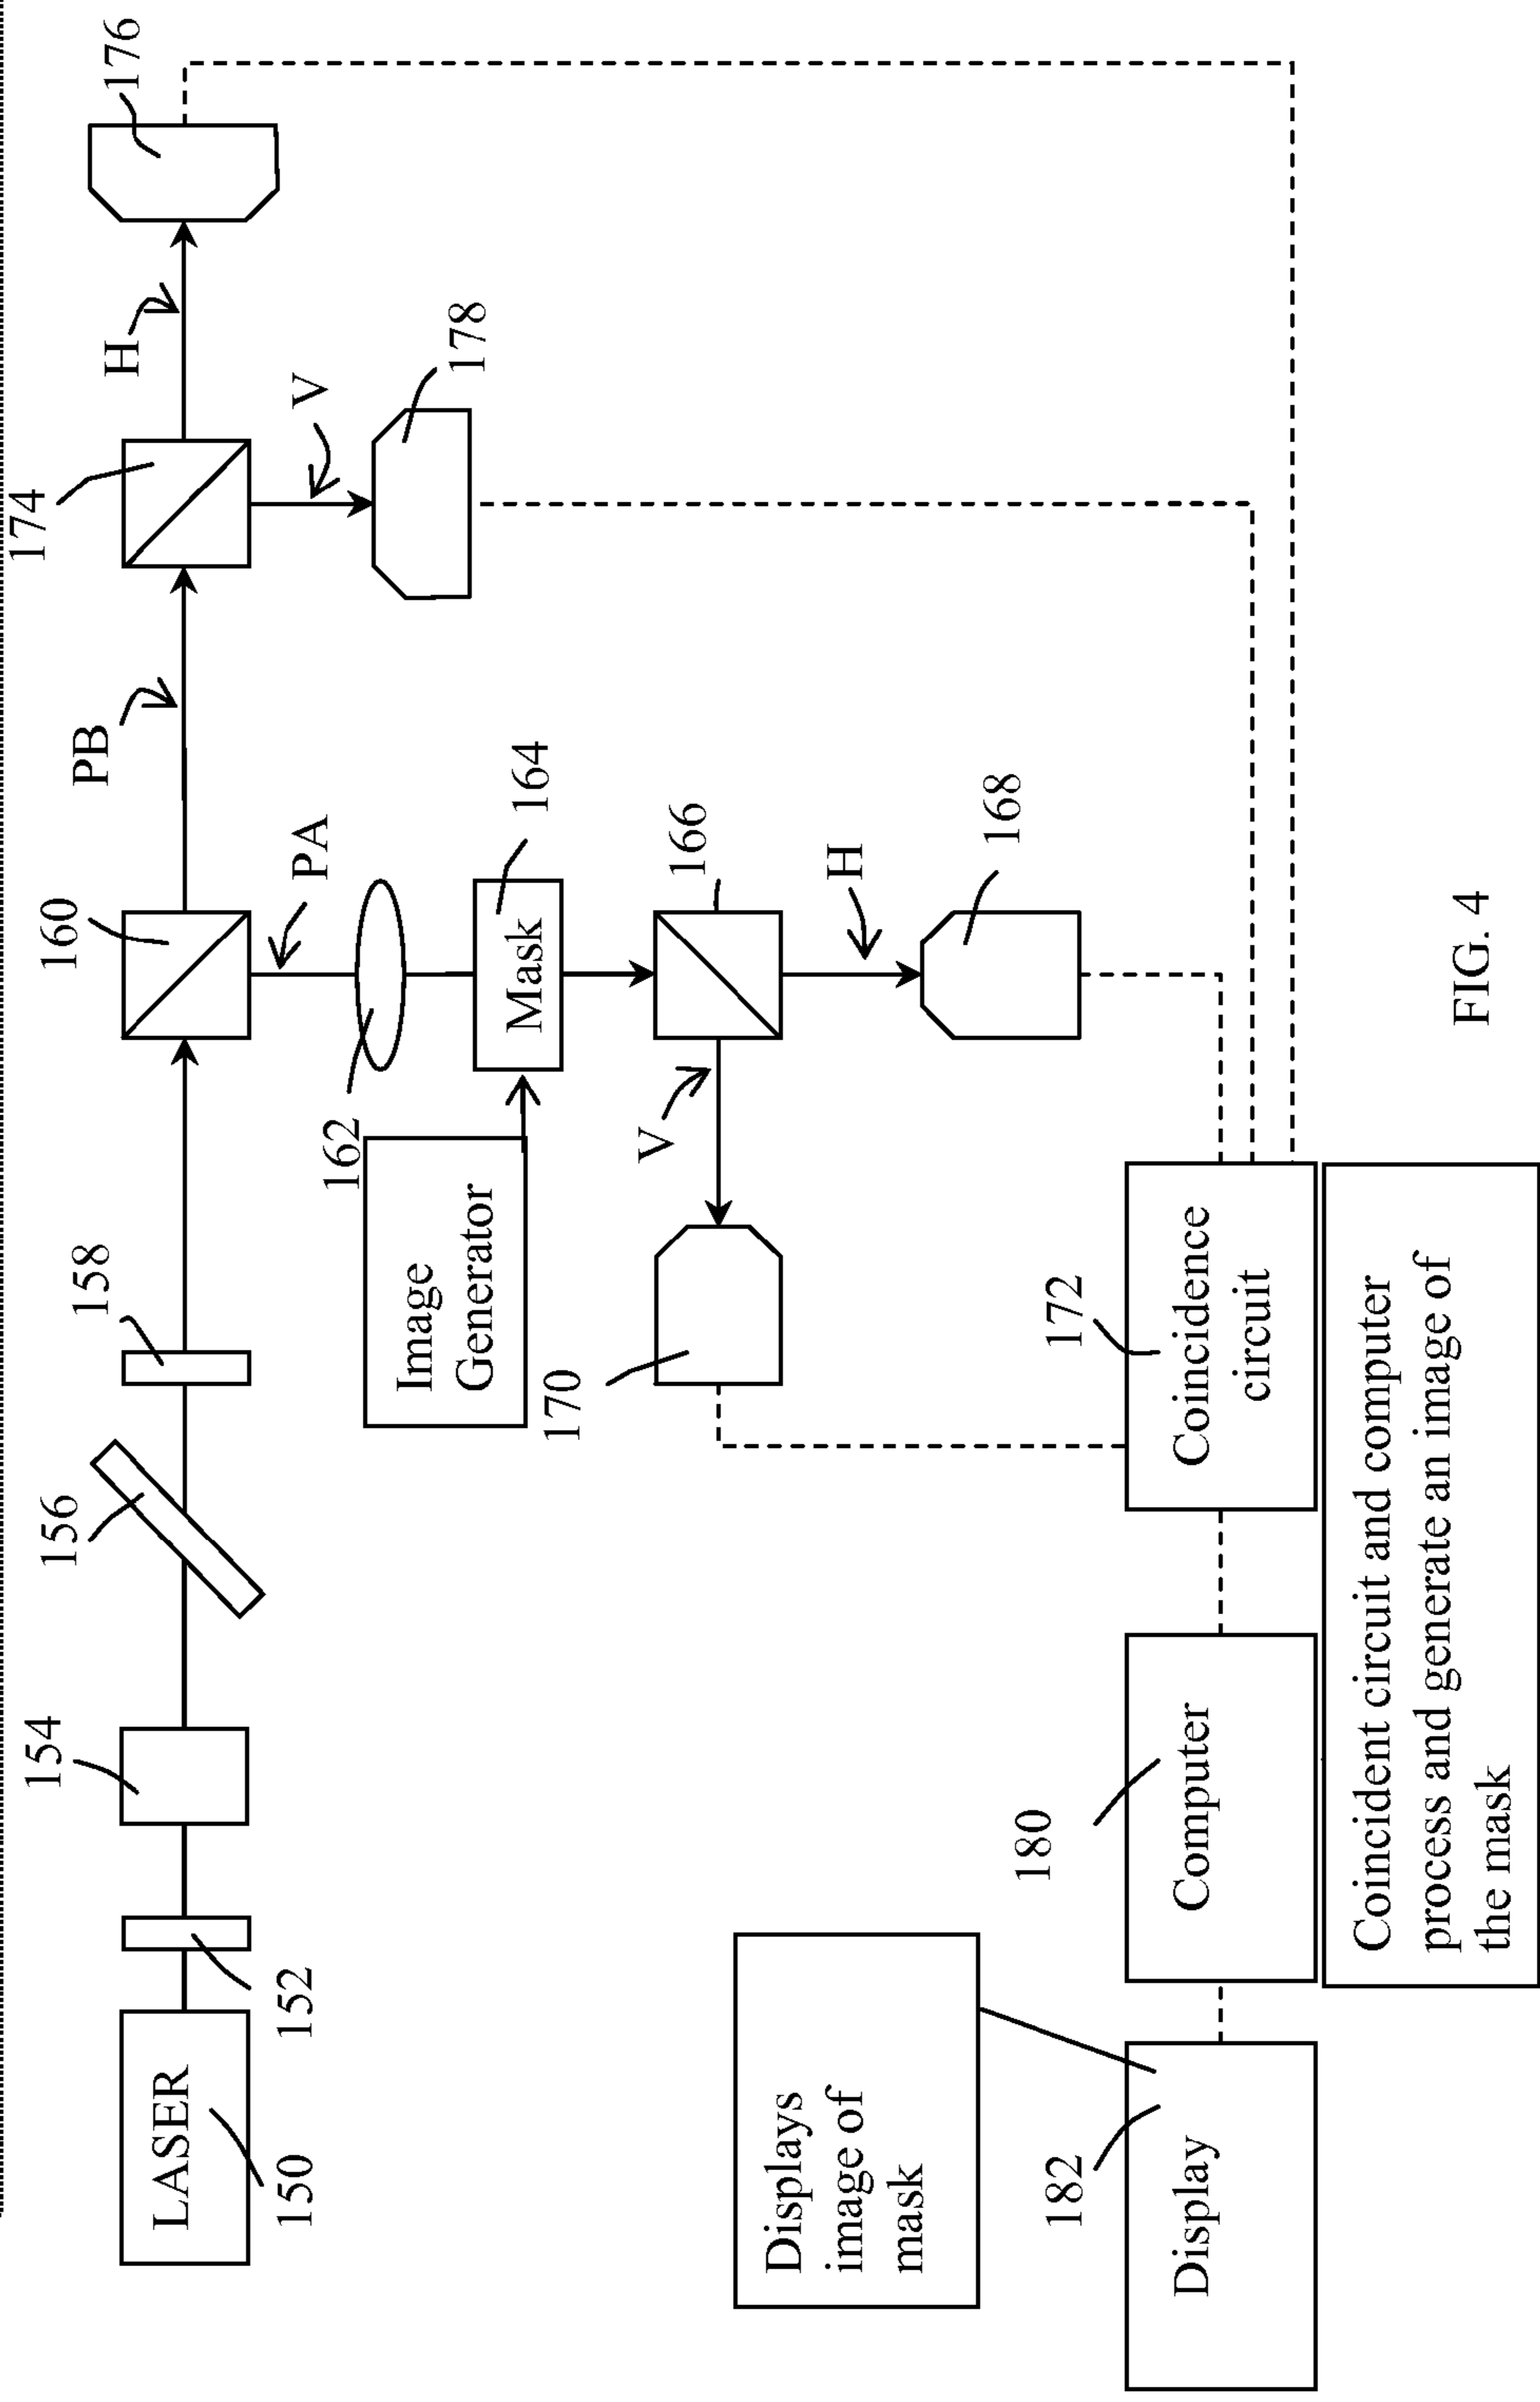 LASER
150
152
154
156
158
160
PB
174
H
176
V
178
PA
162
Mask
164
Image
Generator
166
V
H
170
168
172
Coincidence
circuit
180
Computer
182
Display
Displays
image of
mask
Coincident circuit and computer
process and generate an image of
the mask
FIG. 4